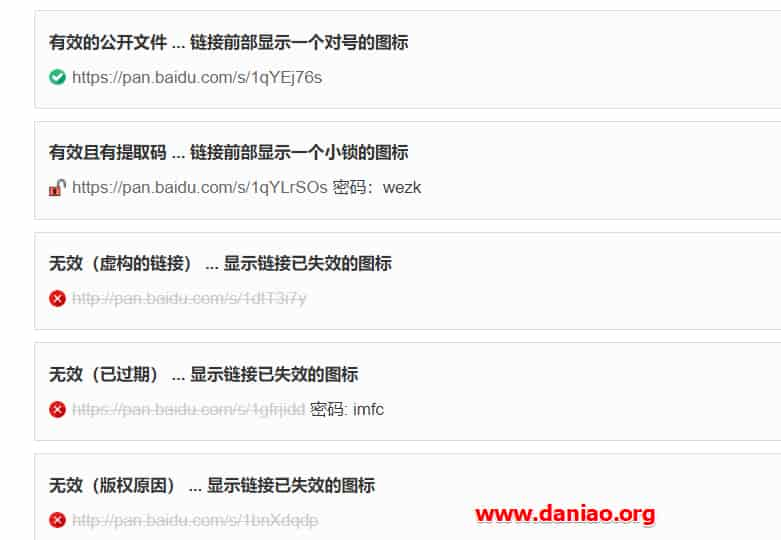 有效的公开文件 ... 链接前部显示一个对号的图标
https://pan.baidu.com/s/1qYEj76s
有效且有提取码 ... 链接前部显示一个小锁的图标
https://pan.baidu.com/s/1qYLrSOs 密码：wezk
无效（虚构的链接） ... 显示链接已失效的图标
http://pan.baidu.com/s/1dtT3i7y
无效（已过期） ... 显示链接已失效的图标
https://pan.baidu.com/s/1gfrjidd 密码: imfc
无效（版权原因） ... 显示链接已失效的图标
http://pan.baidu.com/s/1bnXdqdp
www.daniao.org